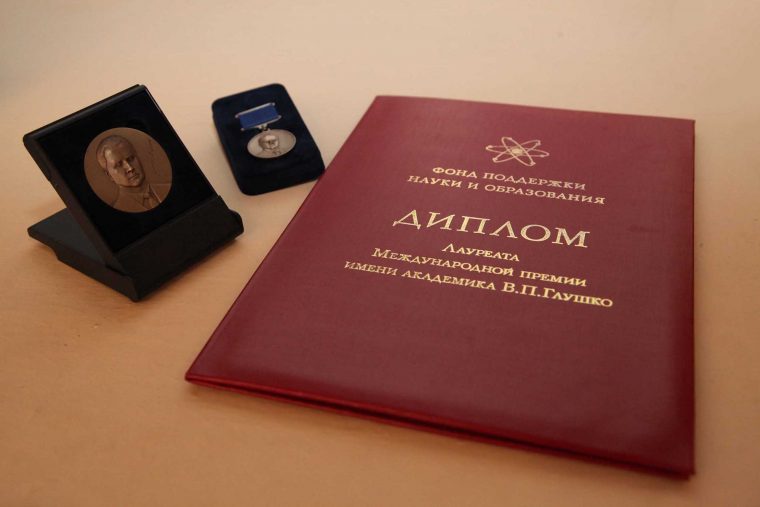 ФОНД ПОДДЕРЖКИ
НАУКИ И ОБРАЗОВАНИЯ
ДИПЛОМ
ЛАУРЕАТА
МЕЖДУНАРОДНОЙ ПРЕМИИ
ИМЕНИ АКАДЕМИКА В.П.ГЛУШКО